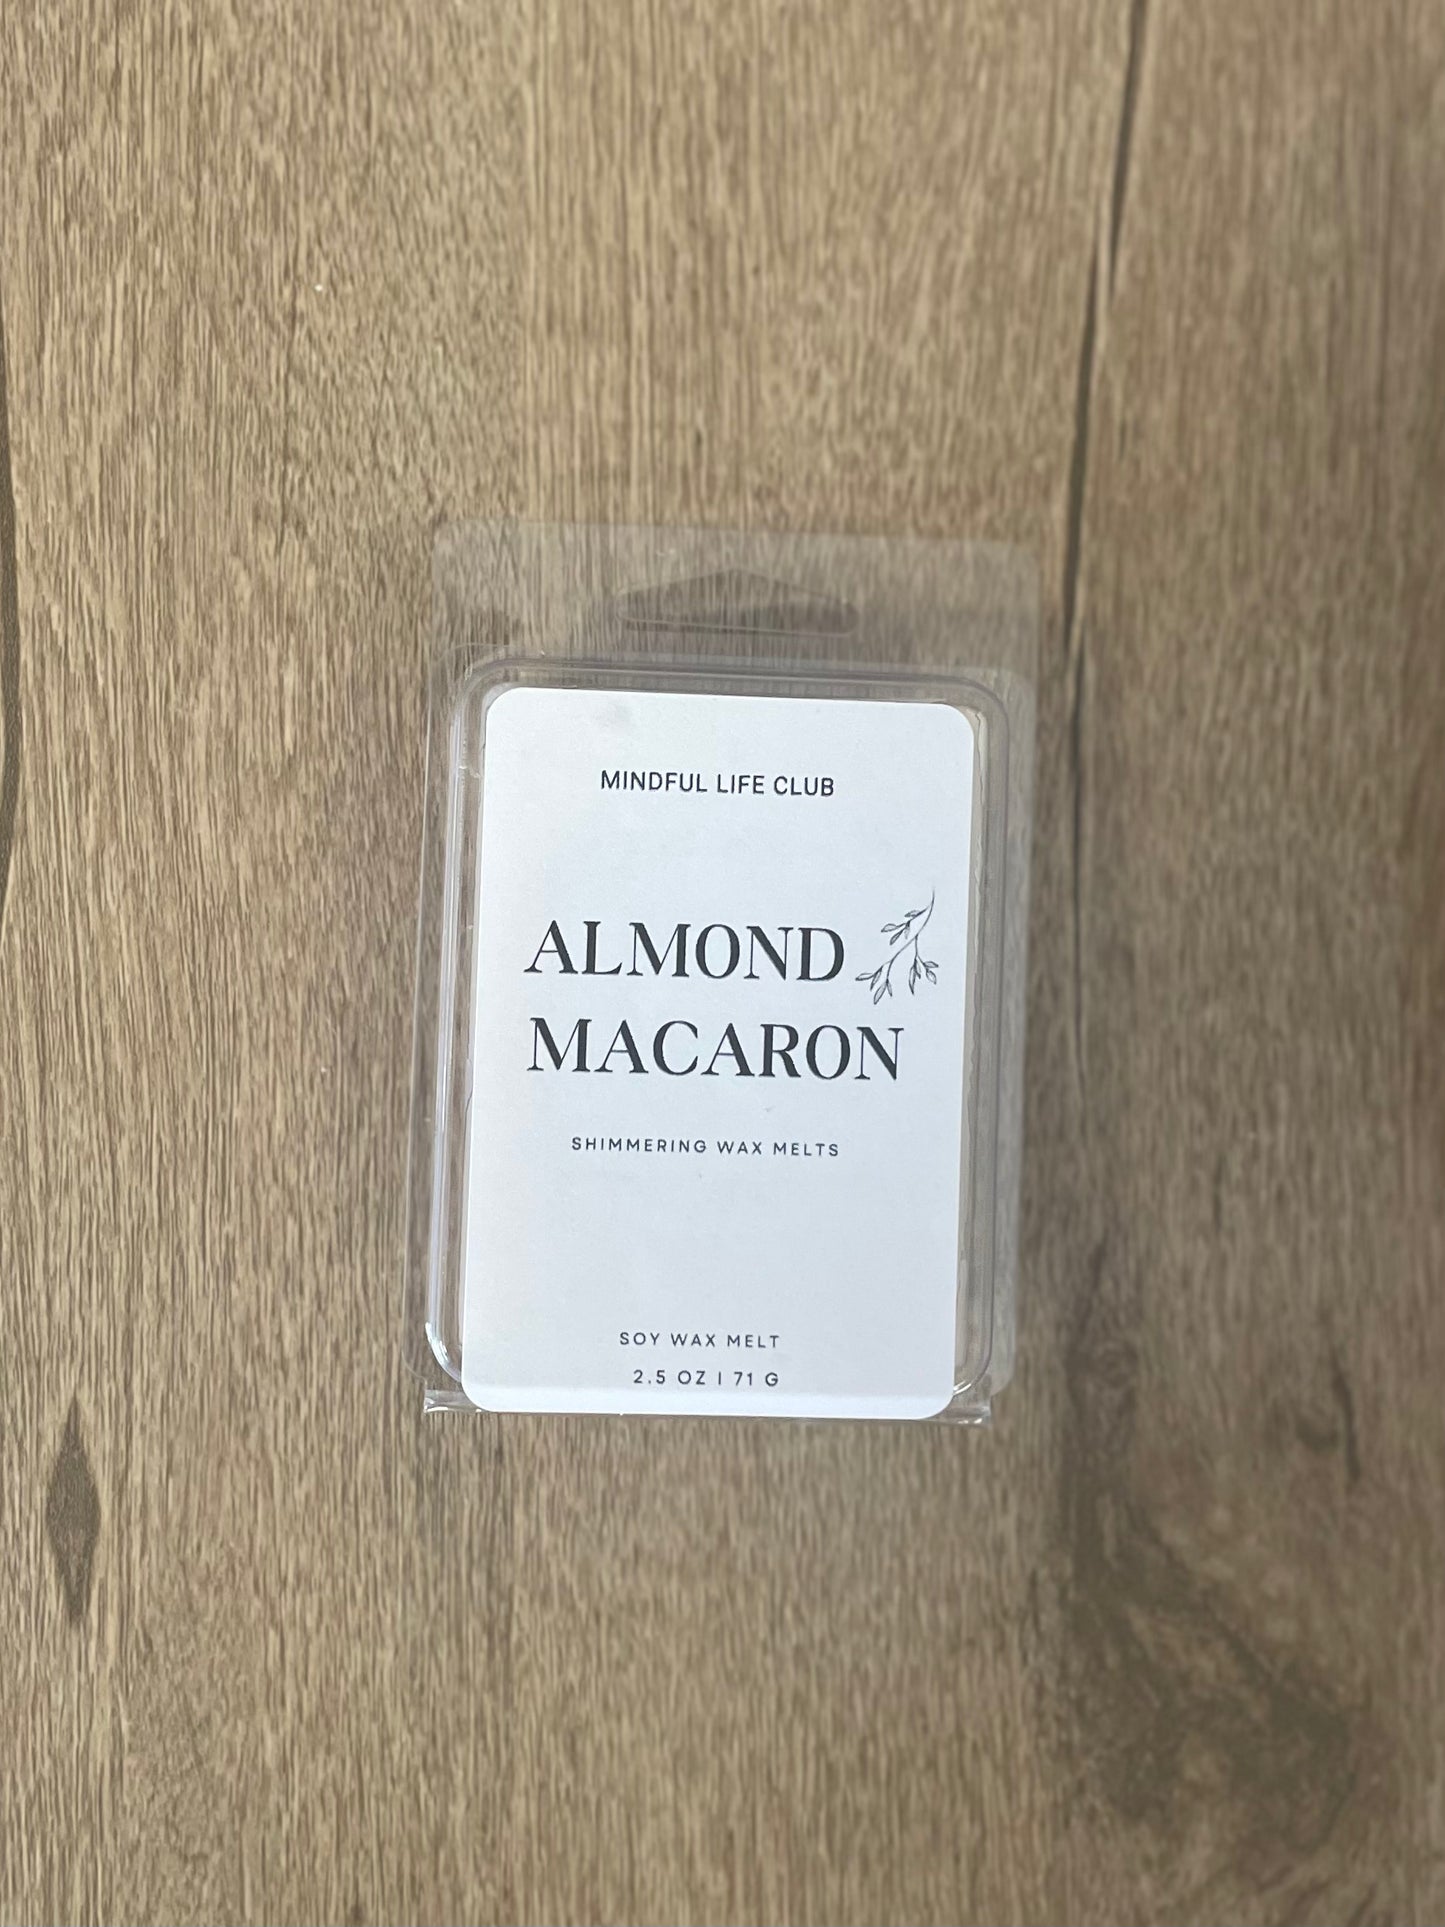 MINDFUL LIFE CLUB
ALMOND
MACARON
SHIMMERING WAX MELTS
SOY WAX MELT
2.5 OZ | 71 G